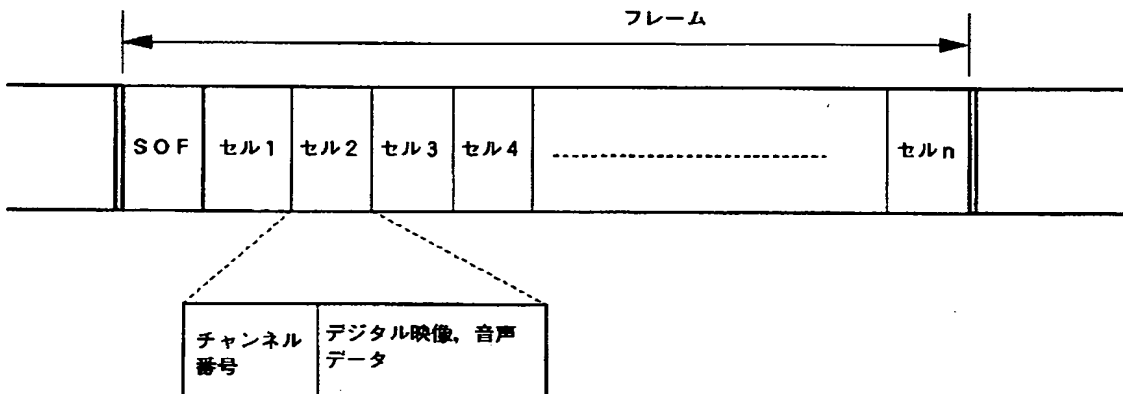 フレーム
SOF セル1 セル2 セル3 セル4 ............ セルn
チャンネル
番号
デジタル映像,音声
データ